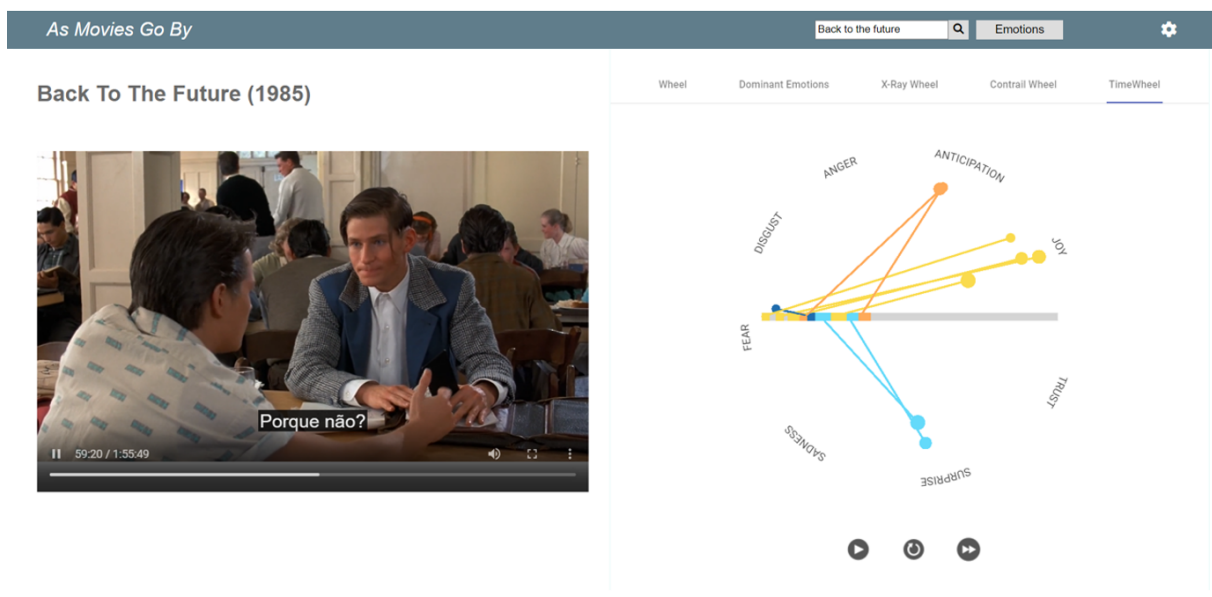 As Movies Go By
Back to the future
Emotions
Back To The Future (1985)
Wheel
Dominant Emotions
X-Ray Wheel
Contrail Wheel
TimeWheel
ANGER
ANTICIPATION
DISGUST
JOY
FEAR
TRUST
SADNESS
SURPRISE
Porque não?
59:20 / 1:55:49